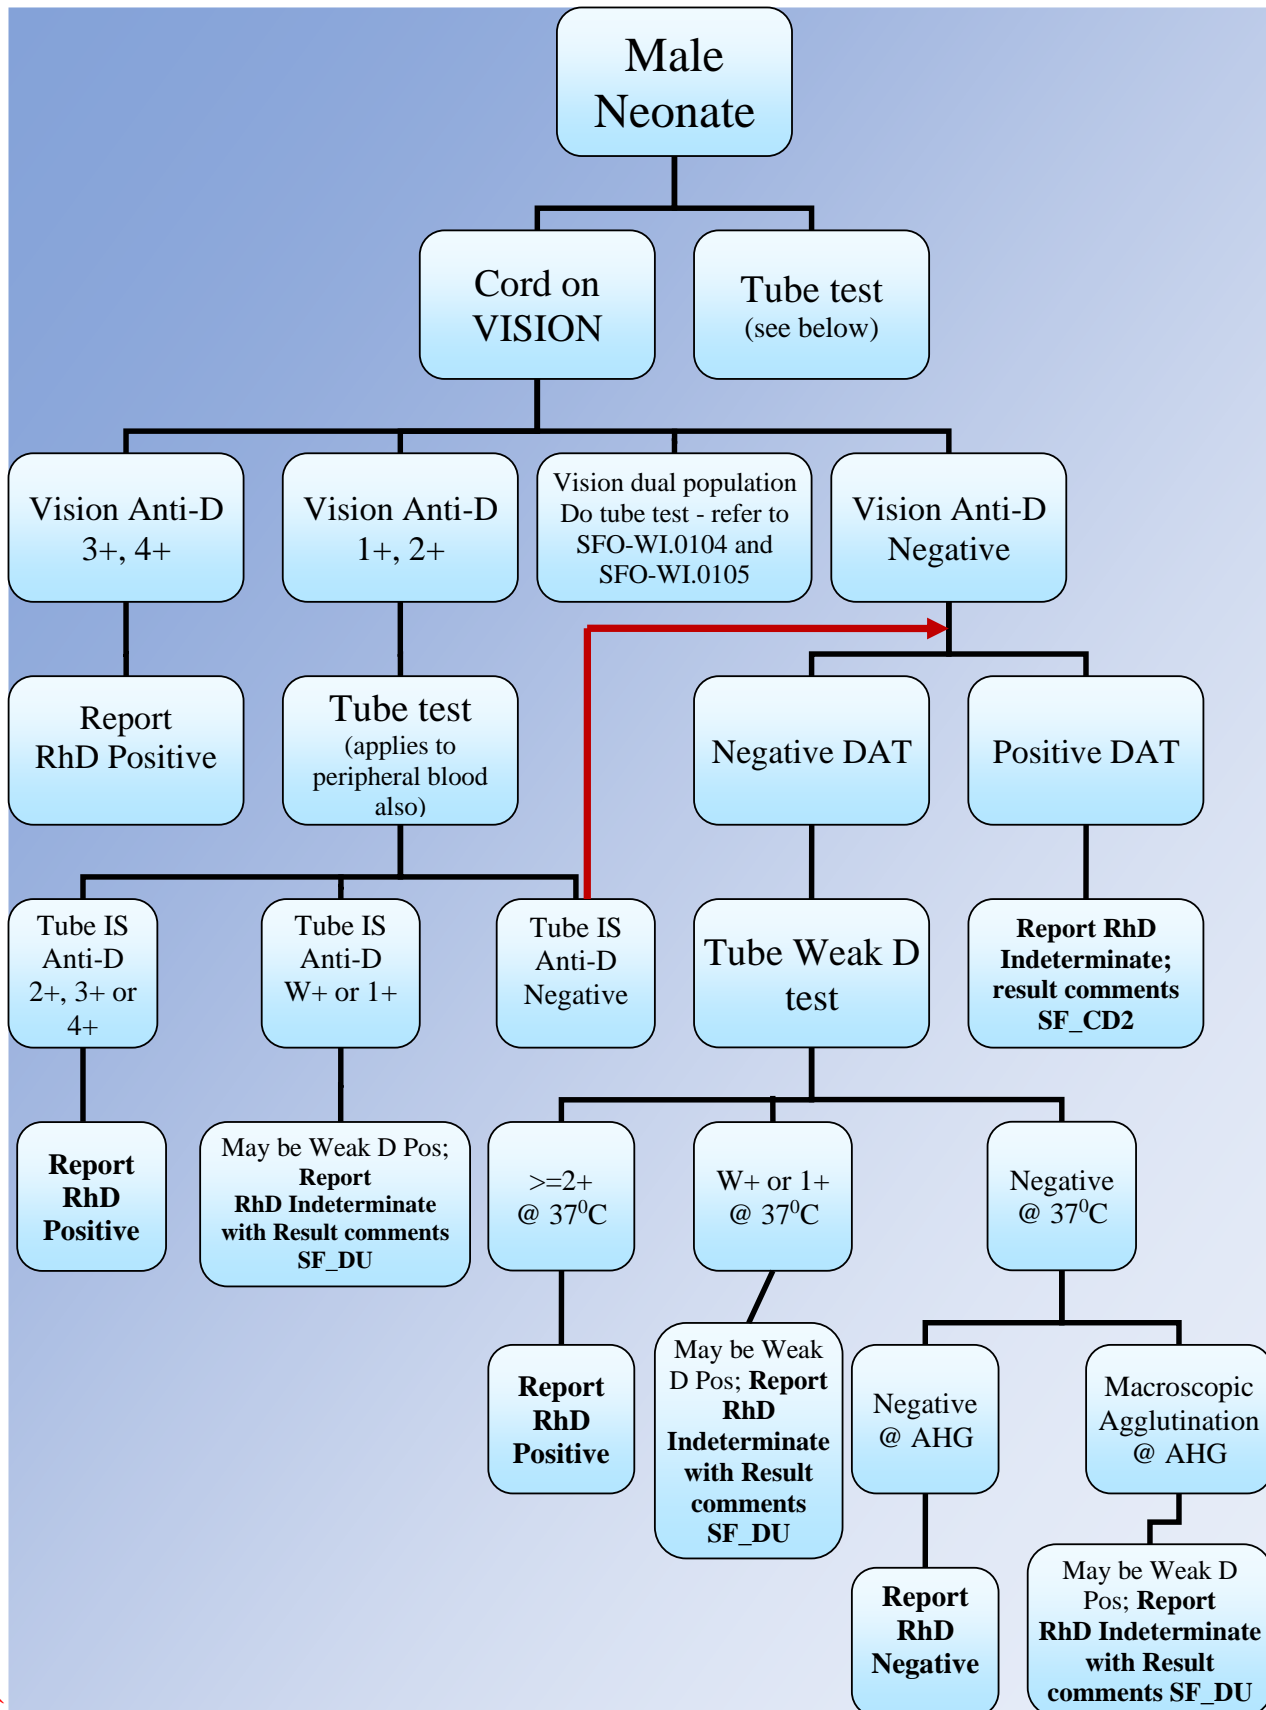 Male
Neonate
Cord on
VISION
Tube test
(see below)
Vision Anti-D
3+, 4+
Vision Anti-D
1+, 2+
Vision dual population
Do tube test - refer to
SFO-WI.0104 and
SFO-WI.0105
Vision Anti-D
Negative
Report
RhD Positive
Tube test
(applies to
peripheral blood
also)
Negative DAT
Positive DAT
Tube IS
Anti-D
2+, 3+ or
4+
Tube IS
Anti-D
W+ or 1+
Tube IS
Anti-D
Negative
Tube Weak D
test
Report RhD
Indeterminate;
result comments
SF_CD2
Report
RhD
Positive
May be Weak D Pos;
Report
RhD Indeterminate
with Result comments
SF_DU
>=2+
@ 37⁰C
W+ or 1+
@ 37⁰C
Negative
@ 37⁰C
Report
RhD
Positive
May be Weak
D Pos; Report
RhD
Indeterminate
with Result
comments
SF_DU
Negative
@ AHG
Macroscopic
Agglutination
@ AHG
Report
RhD
Negative
May be Weak D
Pos; Report
RhD Indeterminate
with Result
comments SF_DU